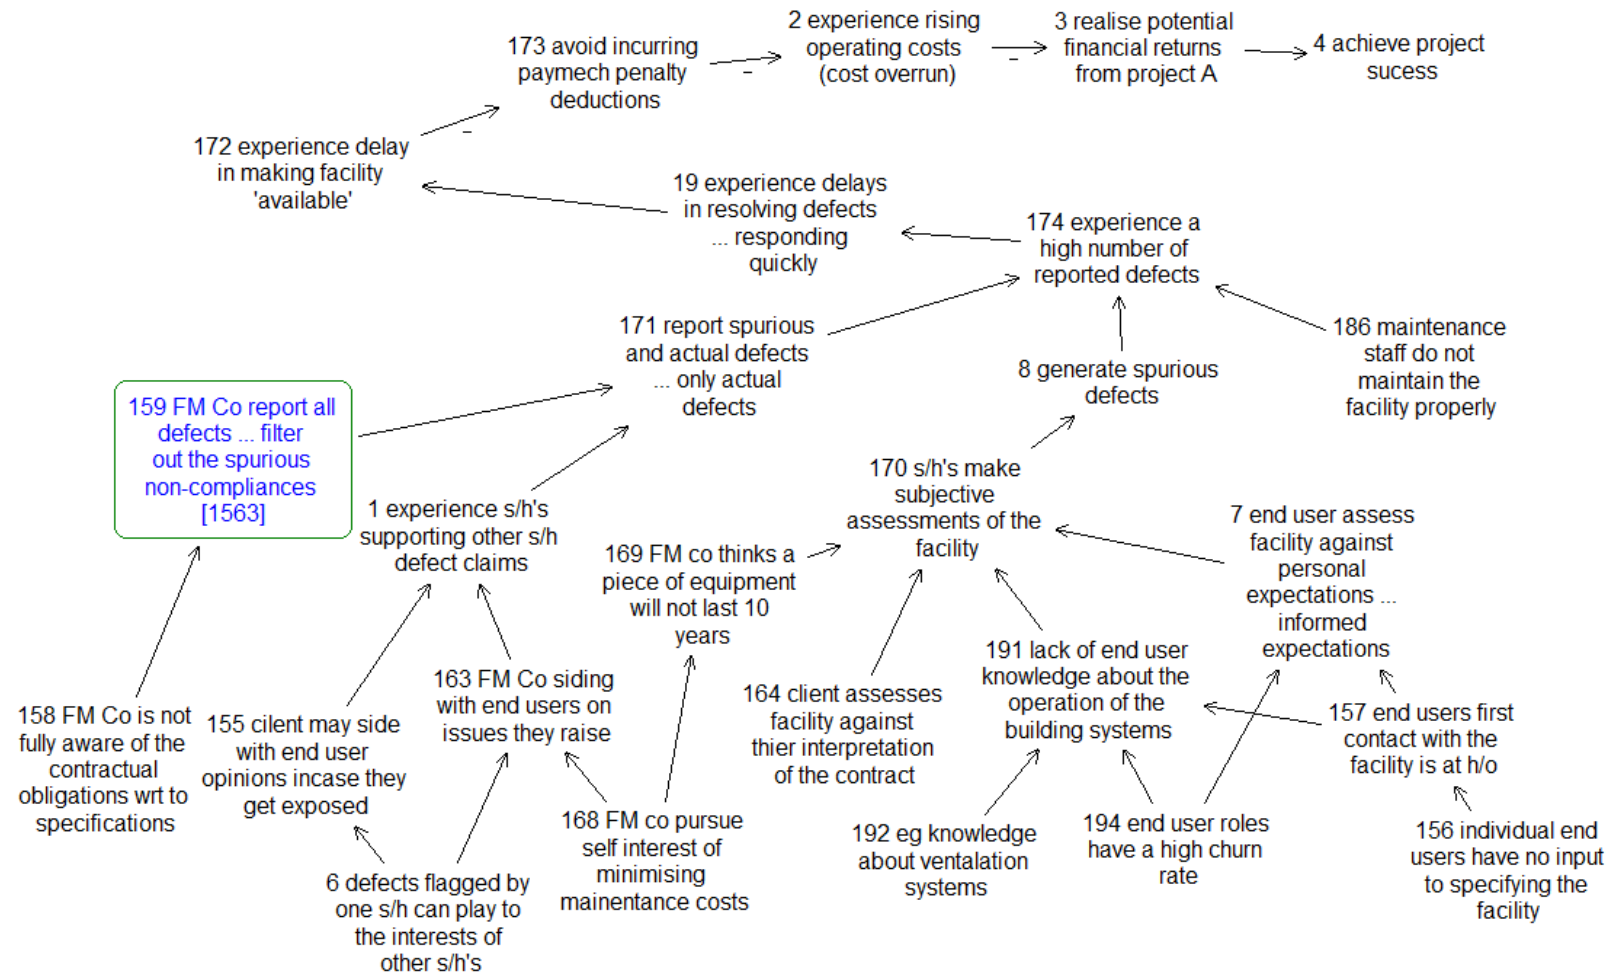 2 experience rising
operating costs
(cost overrun)
3 realise potential
financial returns
from project A
4 achieve project
sucess
173 avoid incurring
paymech penalty
deductions
–
–
–
172 experience delay
in making facility
'available'
19 experience delays
in resolving defects
... responding
quickly
174 experience a
high number of
reported defects
171 report spurious
and actual defects
... only actual
defects
8 generate spurious
defects
186 maintenance
staff do not
maintain the
facility properly
159 FM Co report all
defects ... filter
out the spurious
non-compliances
[1563]
1 experience s/h's
supporting other s/h
defect claims
170 s/h's make
subjective
assessments of the
facility
7 end user assess
facility against
personal
expectations ...
informed
expectations
169 FM co thinks a
piece of equipment
will not last 10
years
163 FM Co siding
with end users on
issues they raise
164 client assesses
facility against
thier interpretation
of the contract
191 lack of end user
knowledge about the
operation of the
building systems
157 end users first
contact with the
facility is at h/o
158 FM Co is not
fully aware of the
contractual
obligations wrt to
specifications
155 cilent may side
with end user
opinions incase they
get exposed
168 FM co pursue
self interest of
minimising
mainentance costs
192 eg knowledge
about ventalation
systems
194 end user roles
have a high churn
rate
156 individual end
users have no input
to specifying the
facility
6 defects flagged by
one s/h can play to
the interests of
other s/h's